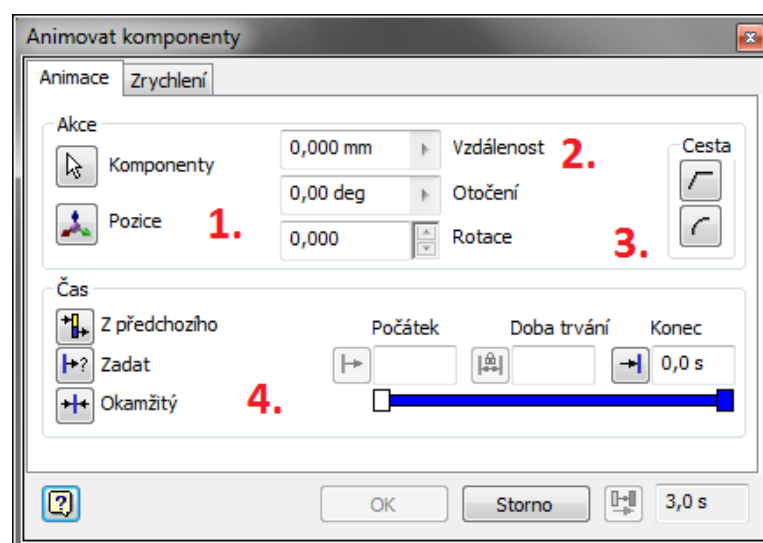 Animovat komponenty
Animace Zrychlení
Akce
Komponenty
Pozice
1.
0,000 mm Vzdálenost 2.
0,00 deg Otočení
0,000 Rotace
3.
Cesta
Čas
Z předchozího
Zadat
Okamžitý
4.
Počátek Doba trvání Konec
0,0 s
OK Storno 3,0 s